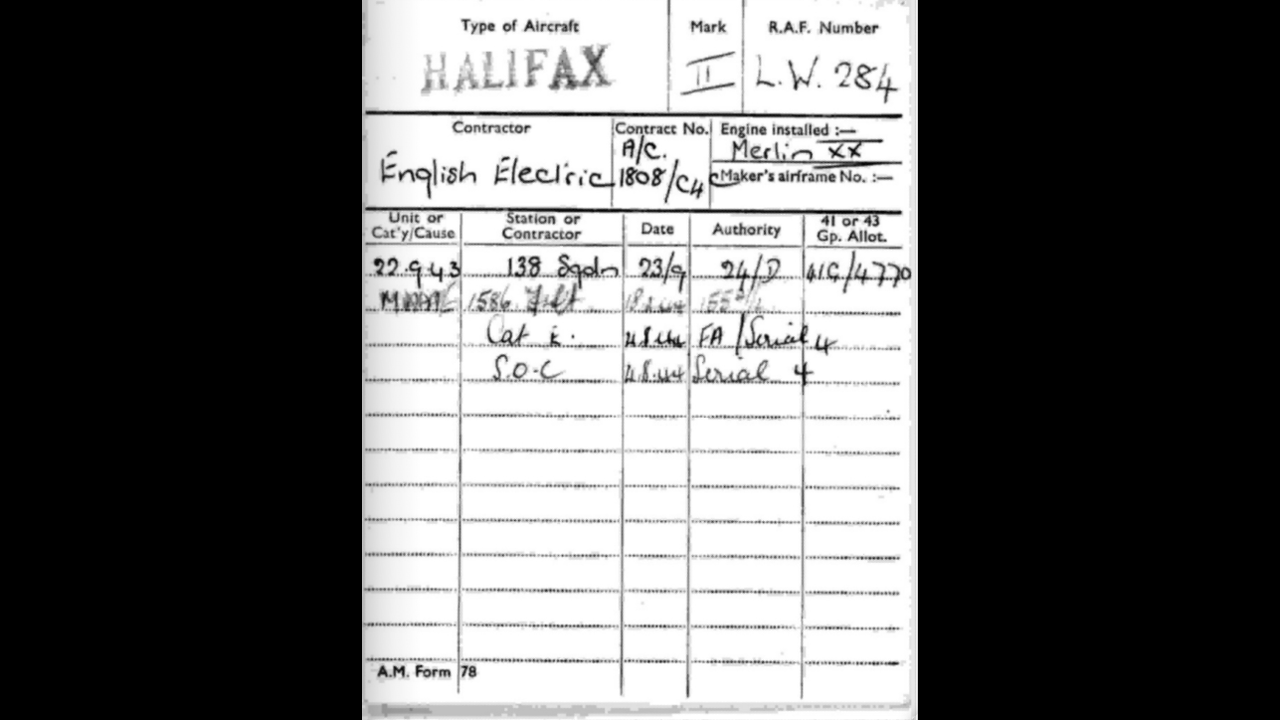 Type of Aircraft Mark R.A.F. Number
HALIFAX II L.W. 284
Contractor Contract No. Engine installed :—
English Electric A/C. 1808/C4 Merlin XX
Maker's airframe No. :—
Unit or Cat'y/Cause Station or Contractor Date Authority 41 or 43 Gp. Allot.
22.9.43 138 Sqdn 23/9 24/D 41G/4770
1586
Cat E. 4.8.44 FA/Serial 4
S.O.C 4.8.44 Serial 4
A.M. Form 78